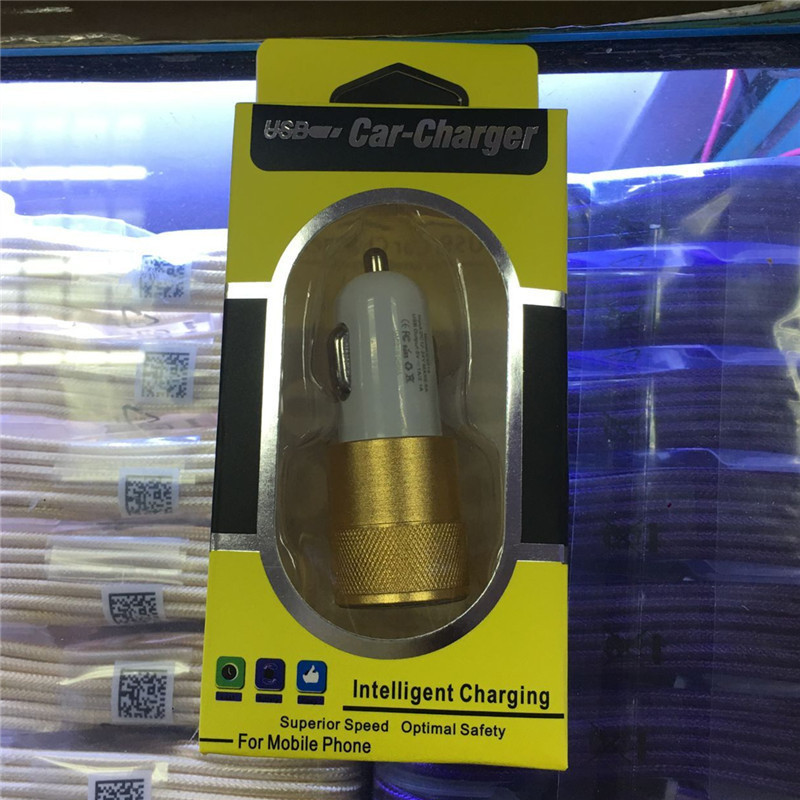 USB Car-Charger
Intelligent Charging
Superior Speed Optimal Safety
For Mobile Phone